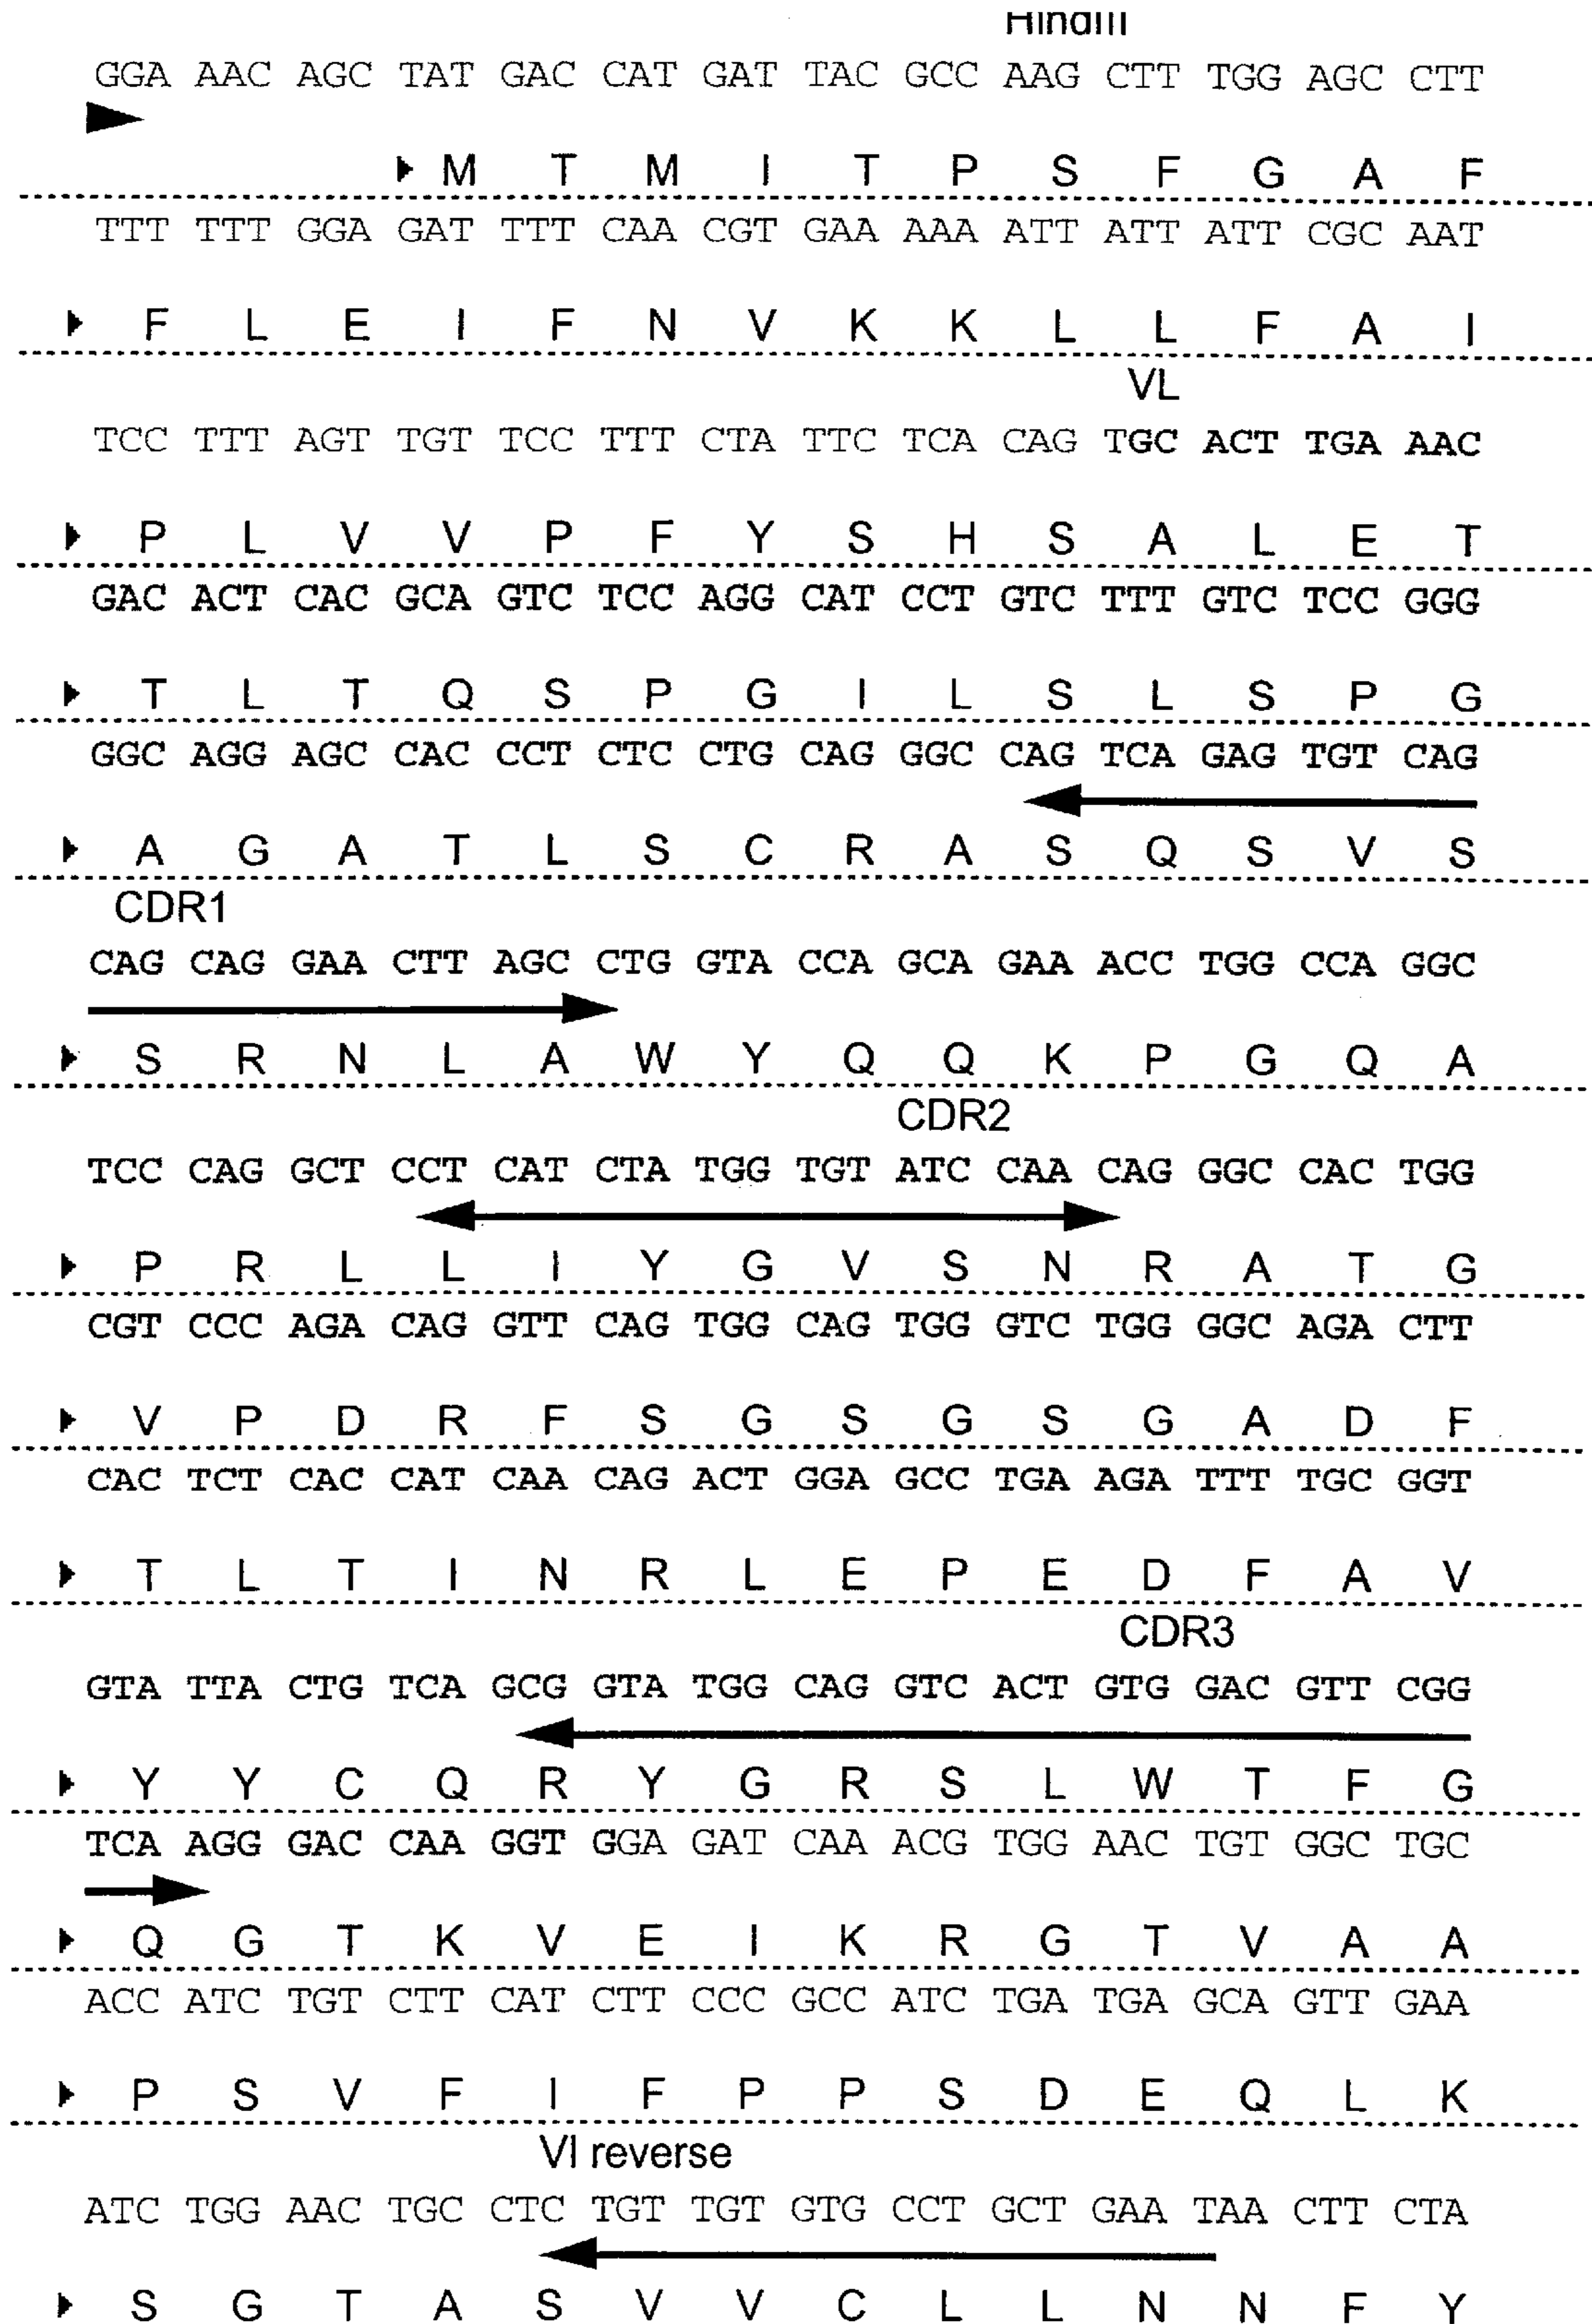 HindIII
GGA AAC AGC TAT GAC CAT GAT TAC GCC AAG CTT TGG AGC CTT
M T M I T P S F G A F
TTT TTT GGA GAT TTT CAA CGT GAA AAA ATT ATT ATT CGC AAT
F L E I F N V K K L L F A I
VL
TCC TTT AGT TGT TCC TTT CTA TTC TCA CAG TGC ACT TGA AAC
P L V V P F Y S H S A L E T
GAC ACT CAC GCA GTC TCC AGG CAT CCT GTC TTT GTC TCC GGG
T L T Q S P G I L S L S P G
GGC AGG AGC CAC CCT CTC CTG CAG GGC CAG TCA GAG TGT CAG
A G A T L S C R A S Q S V S
CDR1
CAG CAG GAA CTT AGC CTG GTA CCA GCA GAA ACC TGG CCA GGC
S R N L A W Y Q Q K P G Q A
CDR2
TCC CAG GCT CCT CAT CTA TGG TGT ATC CAA CAG GGC CAC TGG
P R L L I Y G V S N R A T G
CGT CCC AGA CAG GTT CAG TGG CAG TGG GTC TGG GGC AGA CTT
V P D R F S G S G S G A D F
CAC TCT CAC CAT CAA CAG ACT GGA GCC TGA AGA TTT TGC GGT
T L T I N R L E P E D F A V
CDR3
GTA TTA CTG TCA GCG GTA TGG CAG GTC ACT GTG GAC GTT CGG
Y Y C Q R Y G R S L W T F G
TCA AGG GAC CAA GGT GGA GAT CAA ACG TGG AAC TGT GGC TGC
Q G T K V E I K R G T V A A
ACC ATC TGT CTT CAT CTT CCC GCC ATC TGA TGA GCA GTT GAA
P S V F I F P P S D E Q L K
Vl reverse
ATC TGG AAC TGC CTC TGT TGT GTG CCT GCT GAA TAA CTT CTA
S G T A S V V C L L N N F Y